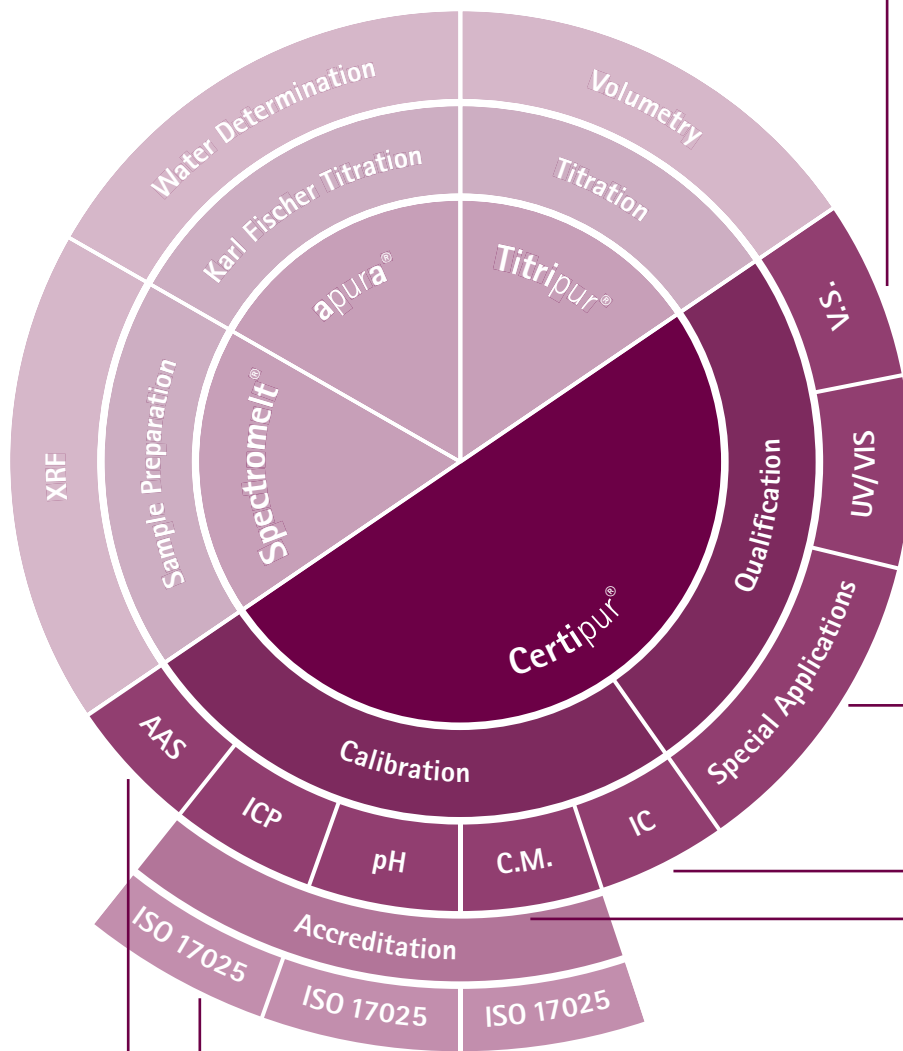 Water Determination
Volumetry
Karl Fischer Titration
Titration
apura®
Titripur®
XRF
Sample Preparation
Spectromelt®
Certipur®
Qualification
V.S.
UV/VIS
Special Applications
Calibration
AAS
ICP
pH
C.M.
IC
Accreditation
ISO 17025
ISO 17025
ISO 17025